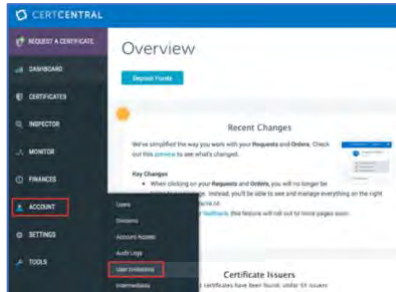 CERTCENTRAL
REQUEST A CERTIFICATE
Overview
DASHBOARD
Deposit Funds
CERTIFICATES
INSPECTOR
Recent Changes
MONITOR
We've simplified the way you work with your Requests and Orders. Check
out this preview to see what's changed.
FINANCES
Key Changes
When clicking on your Requests and Orders, you will no longer be
Instead, you'll be able to see and manage everything on the right
ACCOUNT
Users
Divisions
feedback, this feature will roll out to more pages soon.
SETTINGS
Account Access
Audit Logs
TOOLS
User Invitations
Certificate Issuers
Intermediates
certificates have been found, under 51 issuers